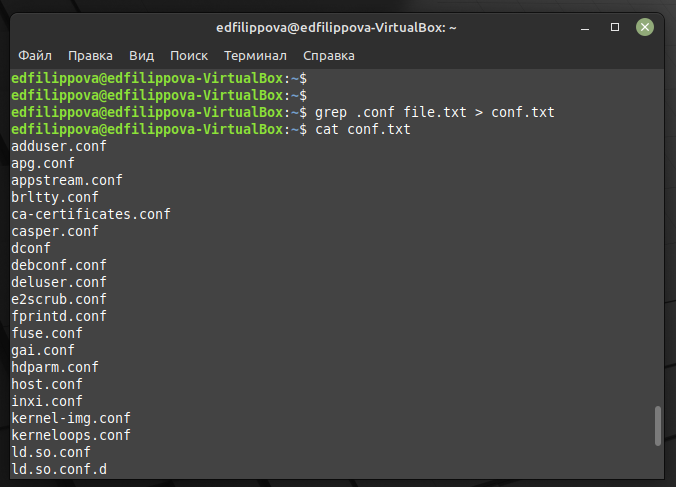 edfilippova@edfilippova-VirtualBox: ~
Файл Правка Вид Поиск Терминал Справка
edfilippova@edfilippova-VirtualBox:~$
edfilippova@edfilippova-VirtualBox:~$
edfilippova@edfilippova-VirtualBox:~$ grep .conf file.txt > conf.txt
edfilippova@edfilippova-VirtualBox:~$ cat conf.txt
adduser.conf
apg.conf
appstream.conf
brltty.conf
ca-certificates.conf
casper.conf
dconf
debconf.conf
deluser.conf
e2scrub.conf
fprintd.conf
fuse.conf
gai.conf
hdparm.conf
host.conf
inxi.conf
kernel-img.conf
kerneloops.conf
ld.so.conf
ld.so.conf.d